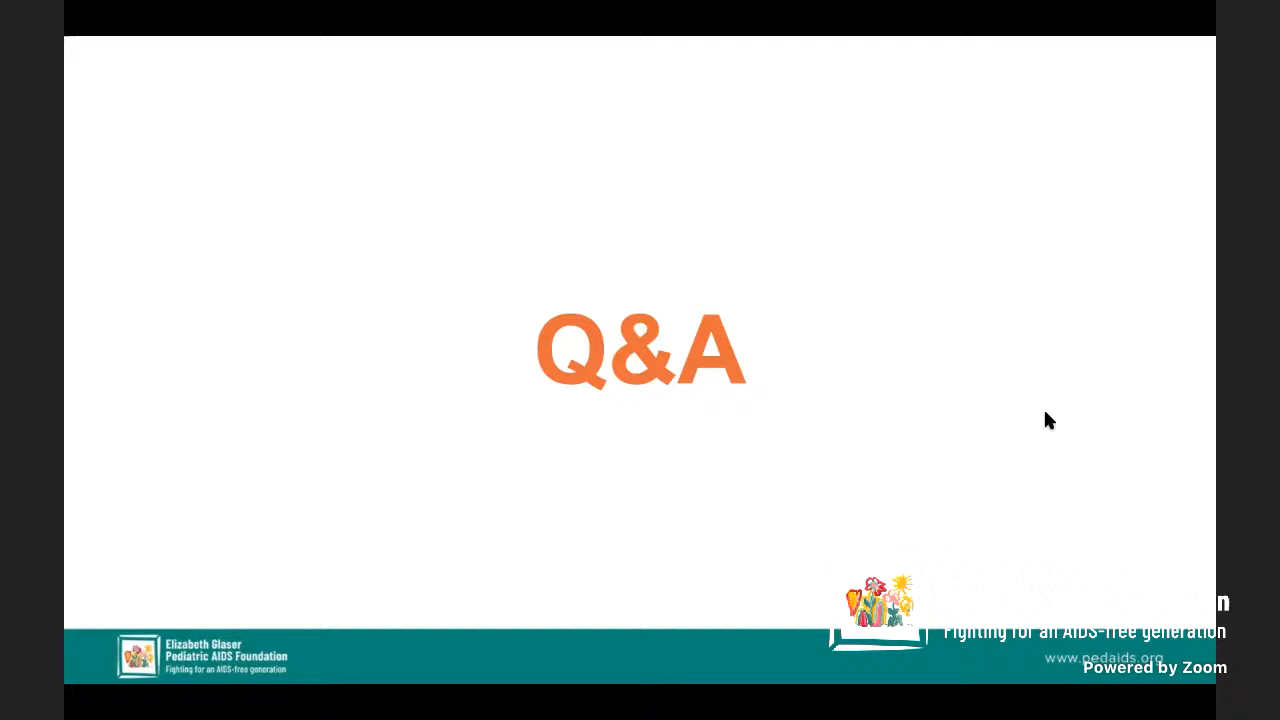 Q&A
Elizabeth Glaser
Pediatric AIDS Foundation
Fighting for an AIDS-free generation
n
Fighting for an AIDS-free generation
www.pedaids.org
Powered by Zoom